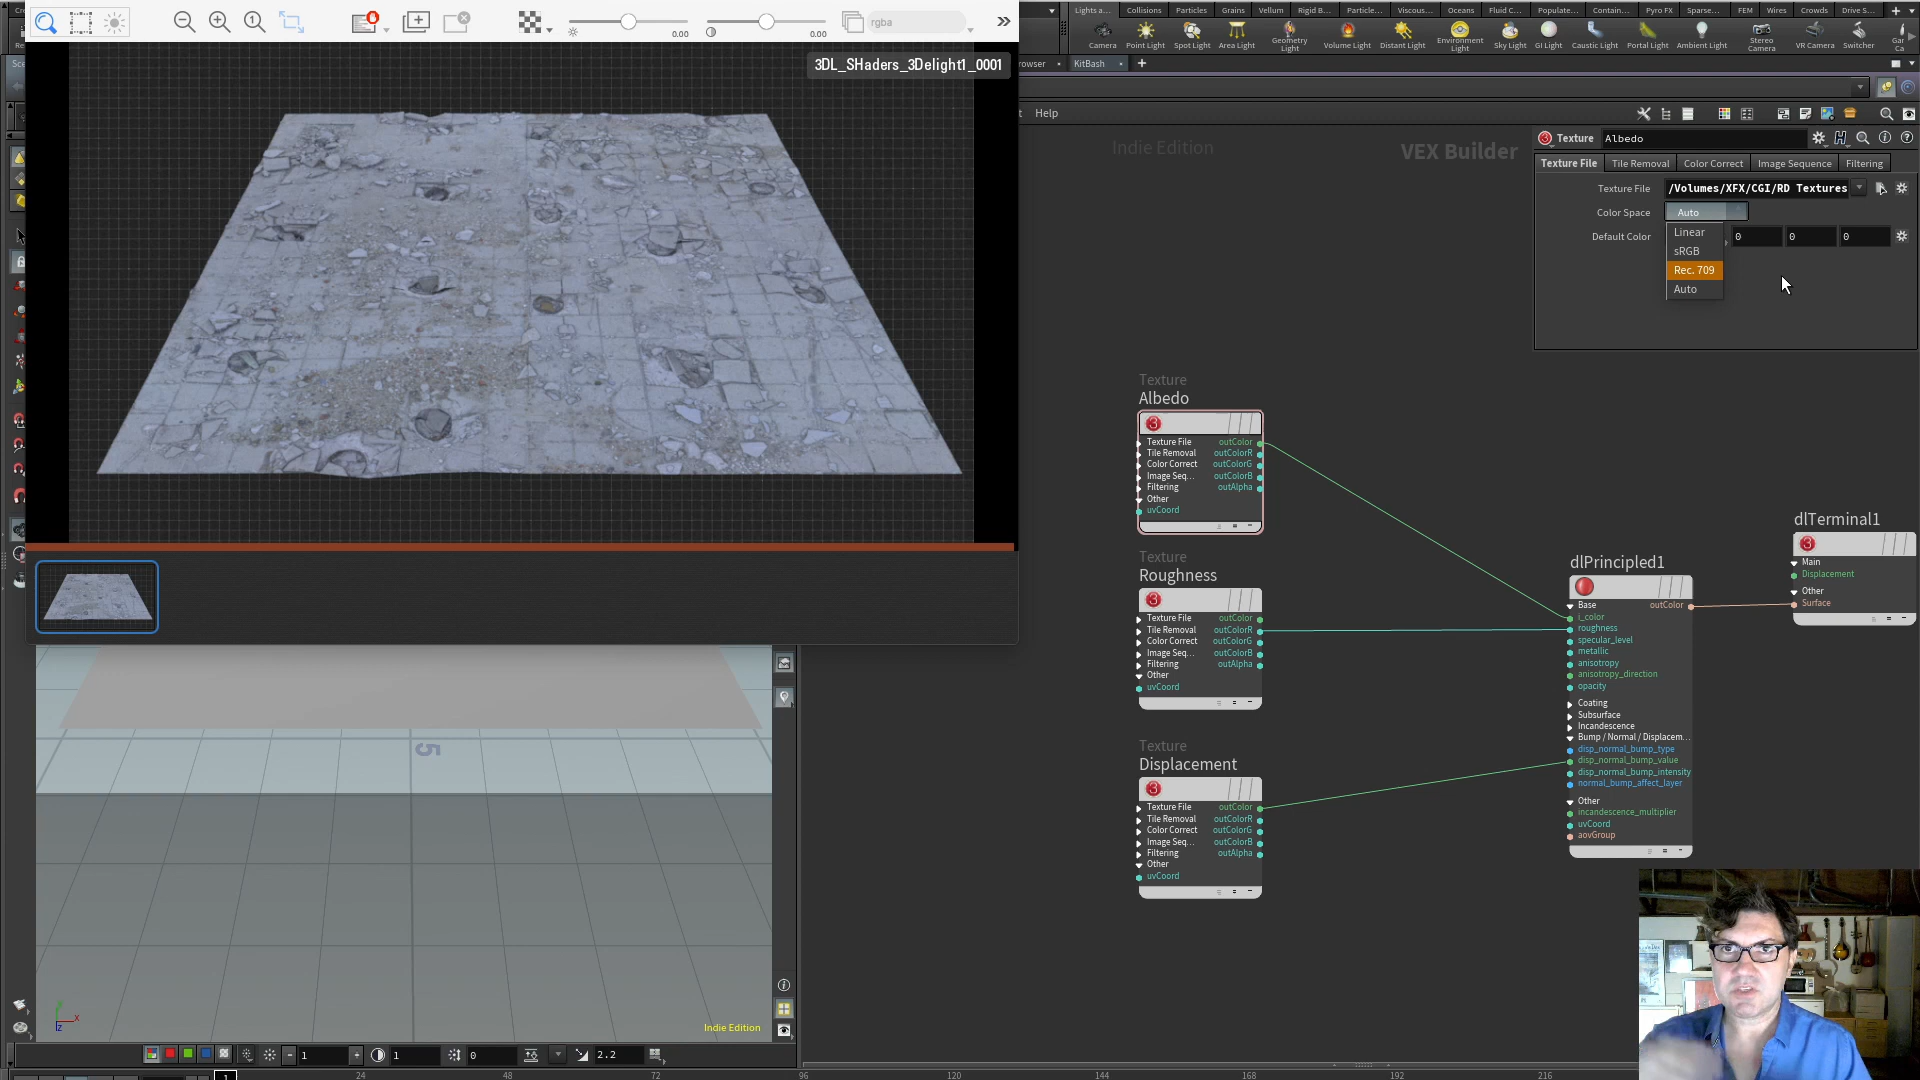 0.00
0.00
rgba
»
3DL_SHaders_3Delight1_0001
Lights a...
Collisions
Particles
Grains
Vellum
Rigid B...
Particle...
Viscous...
Oceans
Fluid C...
Populate...
Contain...
Pyro FX
Sparse...
FEM
Wires
Crowds
Drive S...
Camera
Point Light
Spot Light
Area Light
Geometry Light
Volume Light
Distant Light
Environment Light
Sky Light
GI Light
Caustic Light
Portal Light
Ambient Light
Stereo Camera
VR Camera
Switcher
rowser
KitBash
t
Help
Indie Edition
VEX Builder
Texture
Albedo
Texture File
Tile Removal
Color Correct
Image Sequence
Filtering
Texture File
/Volumes/XFX/CGI/RD Textures
Color Space
Auto
Default Color
0
0
0
Linear
sRGB
Rec. 709
Auto
Texture
Albedo
Texture File outColor
Tile Removal outColorR
Color Correct outColorG
Image Seq... outColorB
Filtering outAlpha
Other
uvCoord
Texture
Roughness
Texture File outColor
Tile Removal outColorR
Color Correct outColorG
Image Seq... outColorB
Filtering outAlpha
Other
uvCoord
Texture
Displacement
Texture File outColor
Tile Removal outColorR
Color Correct outColorG
Image Seq... outColorB
Filtering outAlpha
Other
uvCoord
dlPrincipled1
Base outColor
i_color
roughness
specular_level
metallic
anisotropy
anisotropy_direction
opacity
Coating
Subsurface
Incandescence
Bump / Normal / Displacem...
disp_normal_bump_type
disp_normal_bump_value
disp_normal_bump_intensity
normal_bump_affect_layer
Other
incandescence_multiplier
uvCoord
aovGroup
dlTerminal1
Main
Displacement
Other
Surface
5
Indie Edition
x
z
1
1
0
2.2
1
24
48
72
96
120
144
168
192
216